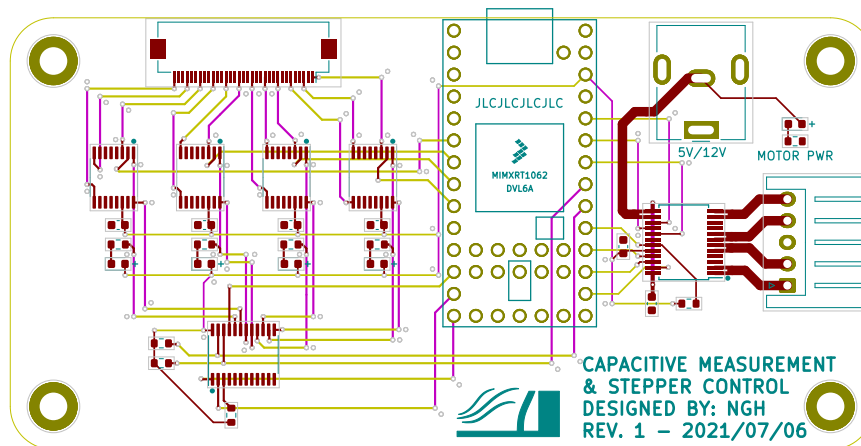 JLCJLCJLCJLC
MIMXRT1062
DVL6A
5V/12V
+
MOTOR PWR
+
+
CAPACITIVE MEASUREMENT
& STEPPER CONTROL
DESIGNED BY: NGH
REV. 1 – 2021/07/06